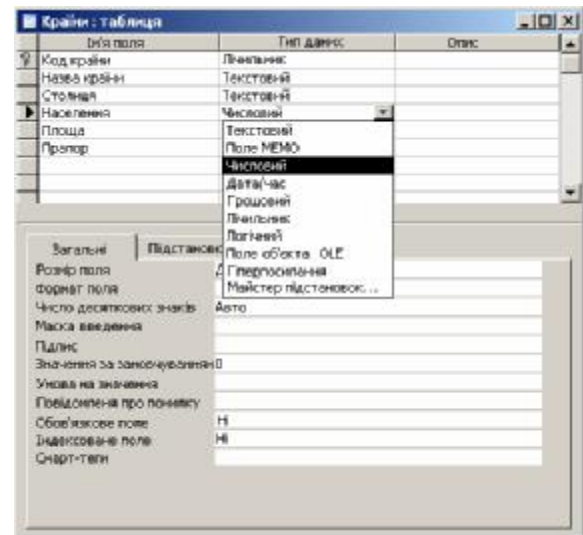 Країни : таблиця
Ім'я поля Тип даних Опис
Код країни Лічильник
Назва країни Текстовий
Столиця Текстовий
Населення Числовий
Площа Текстовий
Прапор Поле МЕМО
Числовий
Дата/час
Грошовий
Лічильник
Логічний
Поле об'єкта OLE
Гіперпосилання
Майстер підстановок...
Загальні Підстановк
Розмір поля
Формат поля
Число десяткових знаків Авто
Маска введення
Підпис
Значення за замовчуванням 0
Умова на значення
Повідомленя про помилку
Обов'язкове поле Ні
Індексоване поле Ні
Смарт-теги